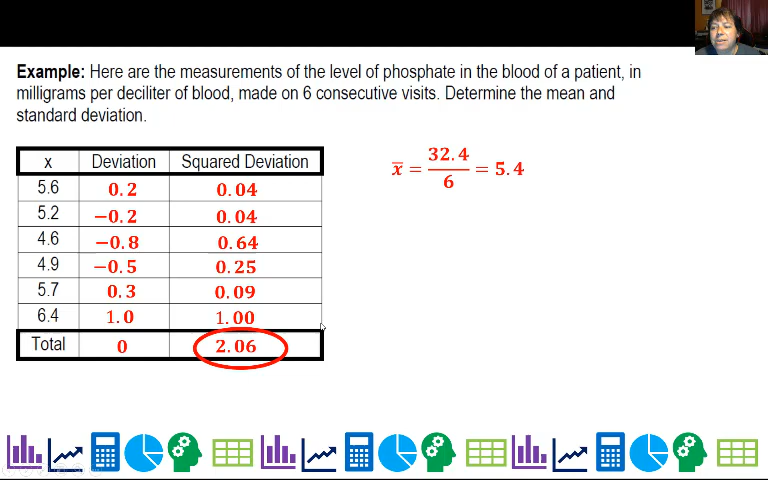 Example: Here are the measurements of the level of phosphate in the blood of a patient, in
milligrams per deciliter of blood, made on 6 consecutive visits. Determine the mean and
standard deviation.
x Deviation Squared Deviation
5.6 0.2 0.04
5.2 −0.2 0.04
4.6 −0.8 0.64
4.9 −0.5 0.25
5.7 0.3 0.09
6.4 1.0 1.00
Total 0 2.06
x̅ = 32.4/6 = 5.4